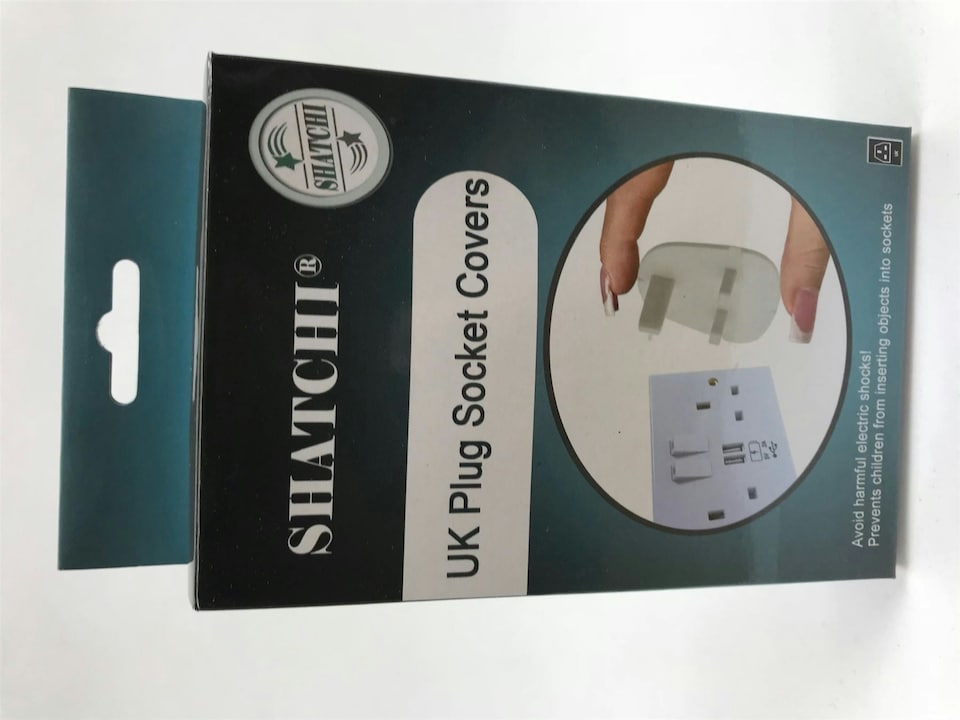 SHATCHI
SHATCHI®
UK Plug Socket Covers
Avoid harmful electric shocks!
Prevents children from inserting objects into sockets